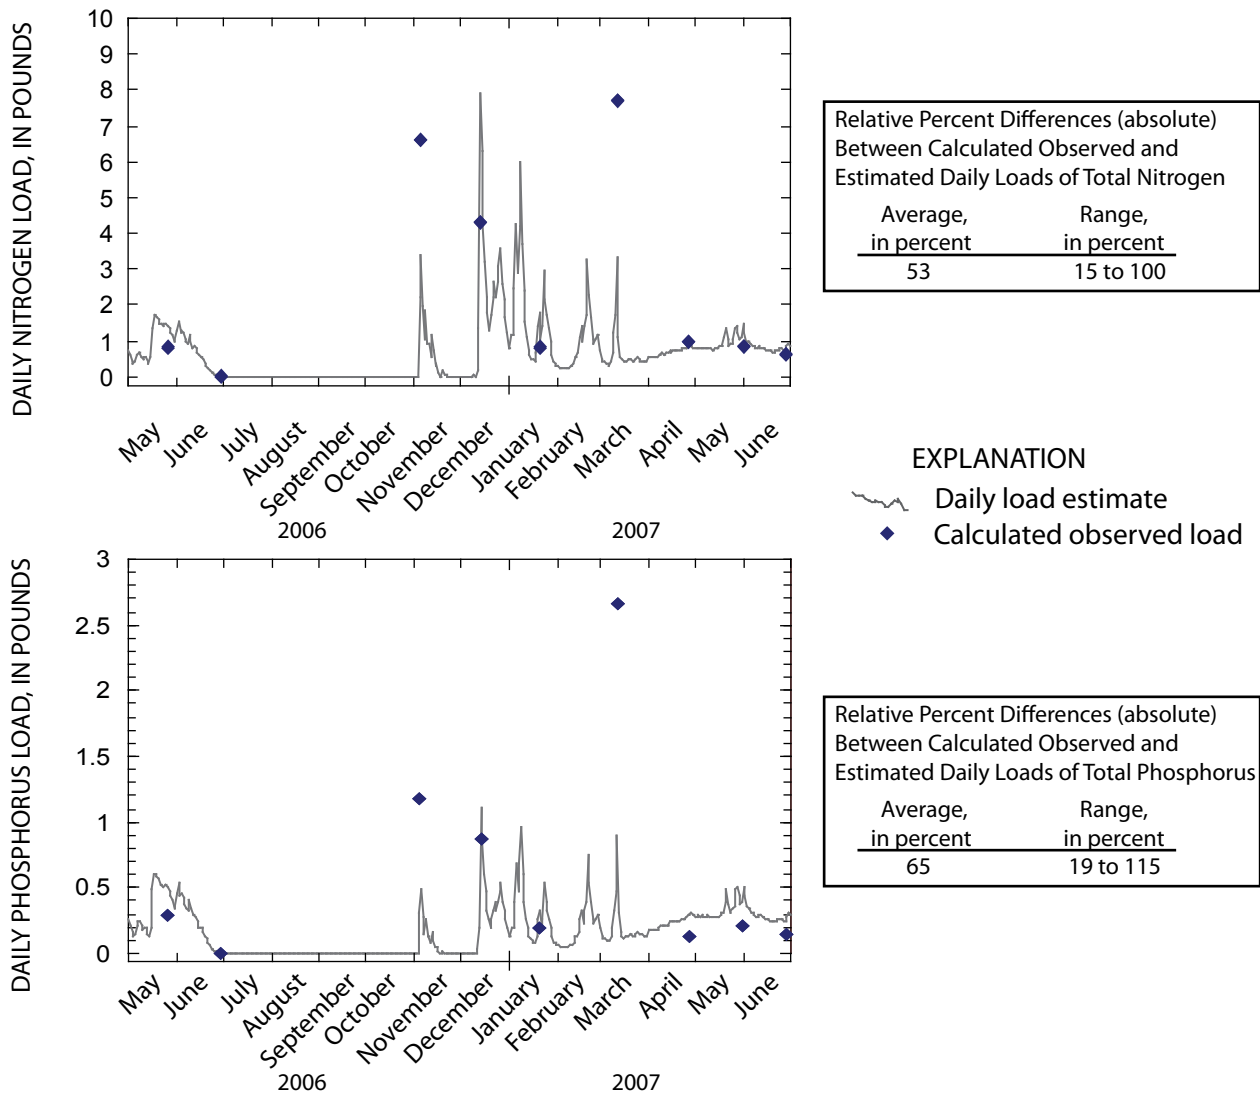 DAILY NITROGEN LOAD, IN POUNDS
10
9
8
7
6
5
4
3
2
1
0
May June July August September October November December January February March April May June
2006 2007
Relative Percent Differences (absolute)
Between Calculated Observed and
Estimated Daily Loads of Total Nitrogen
Average, Range,
in percent in percent
53 15 to 100
EXPLANATION
Daily load estimate
Calculated observed load
DAILY PHOSPHORUS LOAD, IN POUNDS
3
2.5
2
1.5
1
0.5
0
May June July August September October November December January February March April May June
2006 2007
Relative Percent Differences (absolute)
Between Calculated Observed and
Estimated Daily Loads of Total Phosphorus
Average, Range,
in percent in percent
65 19 to 115